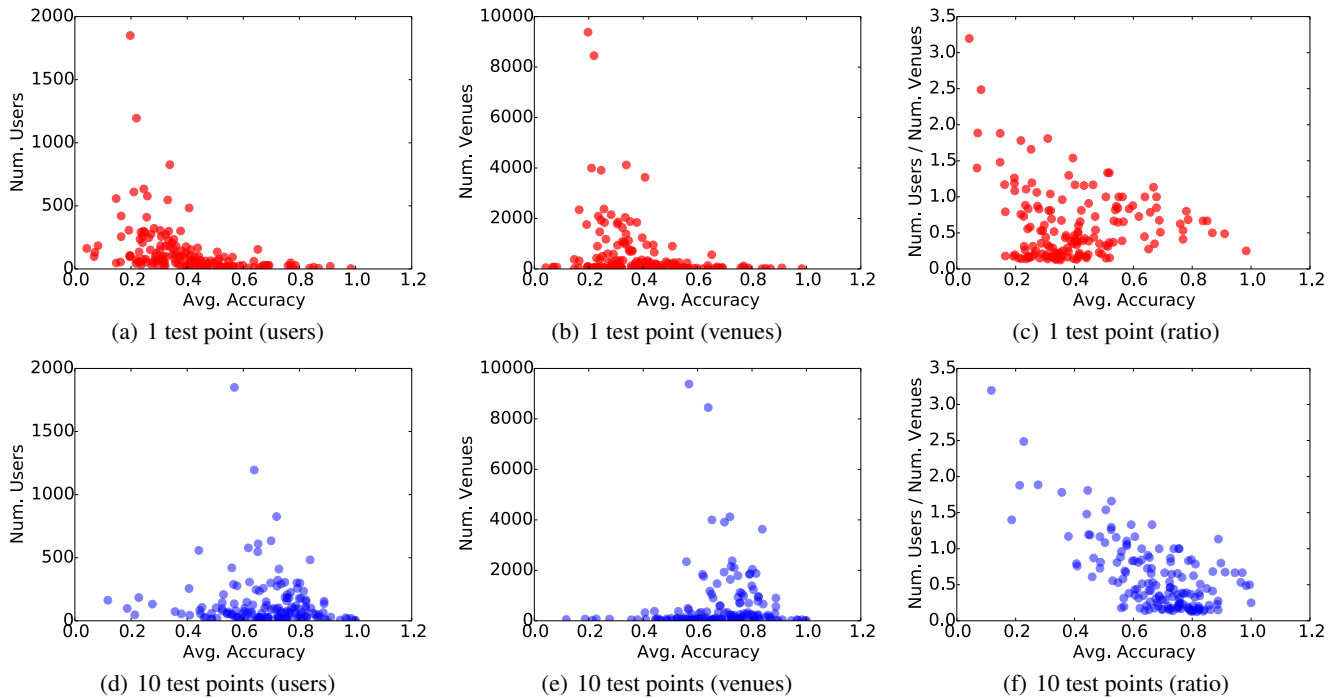 2000
1500
1000
500
0
0.0 0.2 0.4 0.6 0.8 1.0 1.2
Num. Users
Avg. Accuracy
(a) 1 test point (users)
10000
8000
6000
4000
2000
0
0.0 0.2 0.4 0.6 0.8 1.0 1.2
Num. Venues
Avg. Accuracy
(b) 1 test point (venues)
3.5
3.0
2.5
2.0
1.5
1.0
0.5
0.0
0.0 0.2 0.4 0.6 0.8 1.0 1.2
Num. Users / Num. Venues
Avg. Accuracy
(c) 1 test point (ratio)
2000
1500
1000
500
0
0.0 0.2 0.4 0.6 0.8 1.0 1.2
Num. Users
Avg. Accuracy
(d) 10 test points (users)
10000
8000
6000
4000
2000
0
0.0 0.2 0.4 0.6 0.8 1.0 1.2
Num. Venues
Avg. Accuracy
(e) 10 test points (venues)
3.5
3.0
2.5
2.0
1.5
1.0
0.5
0.0
0.0 0.2 0.4 0.6 0.8 1.0 1.2
Num. Users / Num. Venues
Avg. Accuracy
(f) 10 test points (ratio)